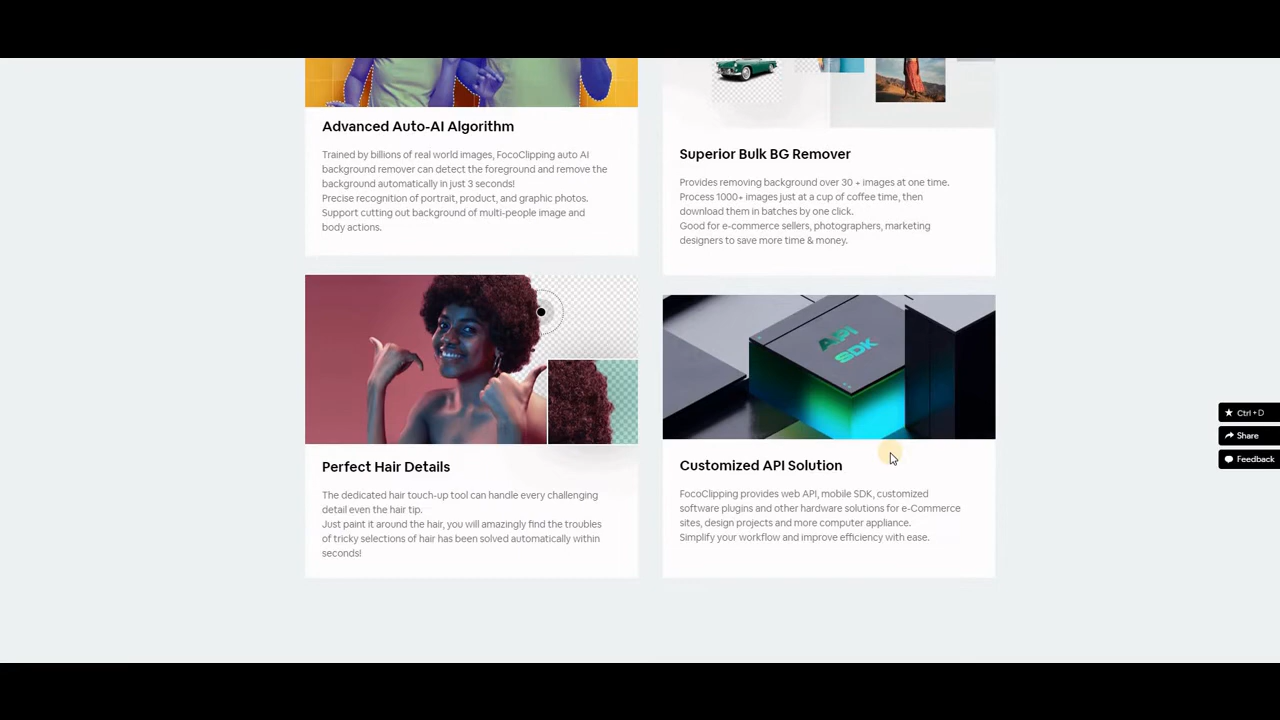 Advanced Auto-AI Algorithm
Trained by billions of real world images, FocoClipping auto AI
background remover can detect the foreground and remove the
background automatically in just 3 seconds!
Precise recognition of portrait, product, and graphic photos.
Support cutting out background of multi-people image and
body actions.
Superior Bulk BG Remover
Provides removing background over 30 + images at one time.
Process 1000+ images just at a cup of coffee time, then
download them in batches by one click.
Good for e-commerce sellers, photographers, marketing
designers to save more time & money.
Perfect Hair Details
The dedicated hair touch-up tool can handle every challenging
detail even the hair tip.
Just paint it around the hair, you will amazingly find the troubles
of tricky selections of hair has been solved automatically within
seconds!
API
SDK
Customized API Solution
FocoClipping provides web API, mobile SDK, customized
software plugins and other hardware solutions for e-Commerce
sites, design projects and more computer appliance.
Simplify your workflow and improve efficiency with ease.
Ctrl +D
Share
Feedback